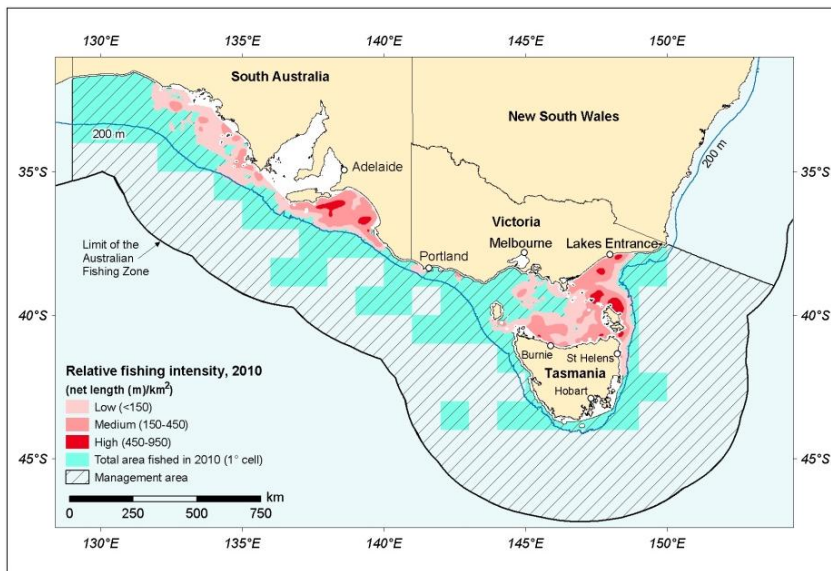 130°E 135°E 140°E 145°E 150°E
South Australia
New South Wales
200 m
200 m
35°S 35°S
Adelaide
Victoria
Melbourne
Lakes Entrance
Portland
Limit of the
Australian
Fishing Zone
40°S 40°S
Burnie
St Helens
Tasmania
Hobart
Relative fishing intensity, 2010
(net length (m)/km²)
Low (<150)
Medium (150-450)
High (450-950)
Total area fished in 2010 (1° cell)
Management area
45°S 45°S
km
0 250 500 750
130°E 135°E 140°E 145°E 150°E